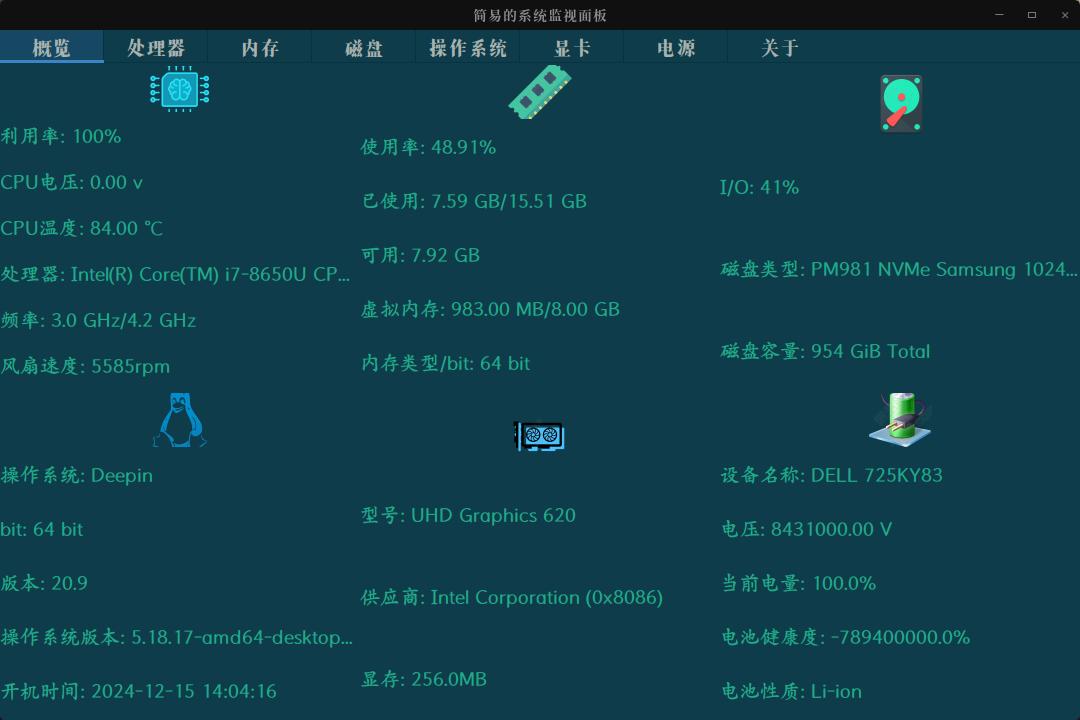 简易的系统监视面板
概览 处理器 内存 磁盘 操作系统 显卡 电源 关于
利用率: 100%
CPU电压: 0.00 v
CPU温度: 84.00 ℃
处理器: Intel(R) Core(TM) i7-8650U CP...
频率: 3.0 GHz/4.2 GHz
风扇速度: 5585rpm
使用率: 48.91%
已使用: 7.59 GB/15.51 GB
可用: 7.92 GB
虚拟内存: 983.00 MB/8.00 GB
内存类型/bit: 64 bit
I/O: 41%
磁盘类型: PM981 NVMe Samsung 1024...
磁盘容量: 954 GiB Total
操作系统: Deepin
bit: 64 bit
版本: 20.9
操作系统版本: 5.18.17-amd64-desktop...
开机时间: 2024-12-15 14:04:16
型号: UHD Graphics 620
供应商: Intel Corporation (0x8086)
显存: 256.0MB
设备名称: DELL 725KY83
电压: 8431000.00 V
当前电量: 100.0%
电池健康度: -789400000.0%
电池性质: Li-ion